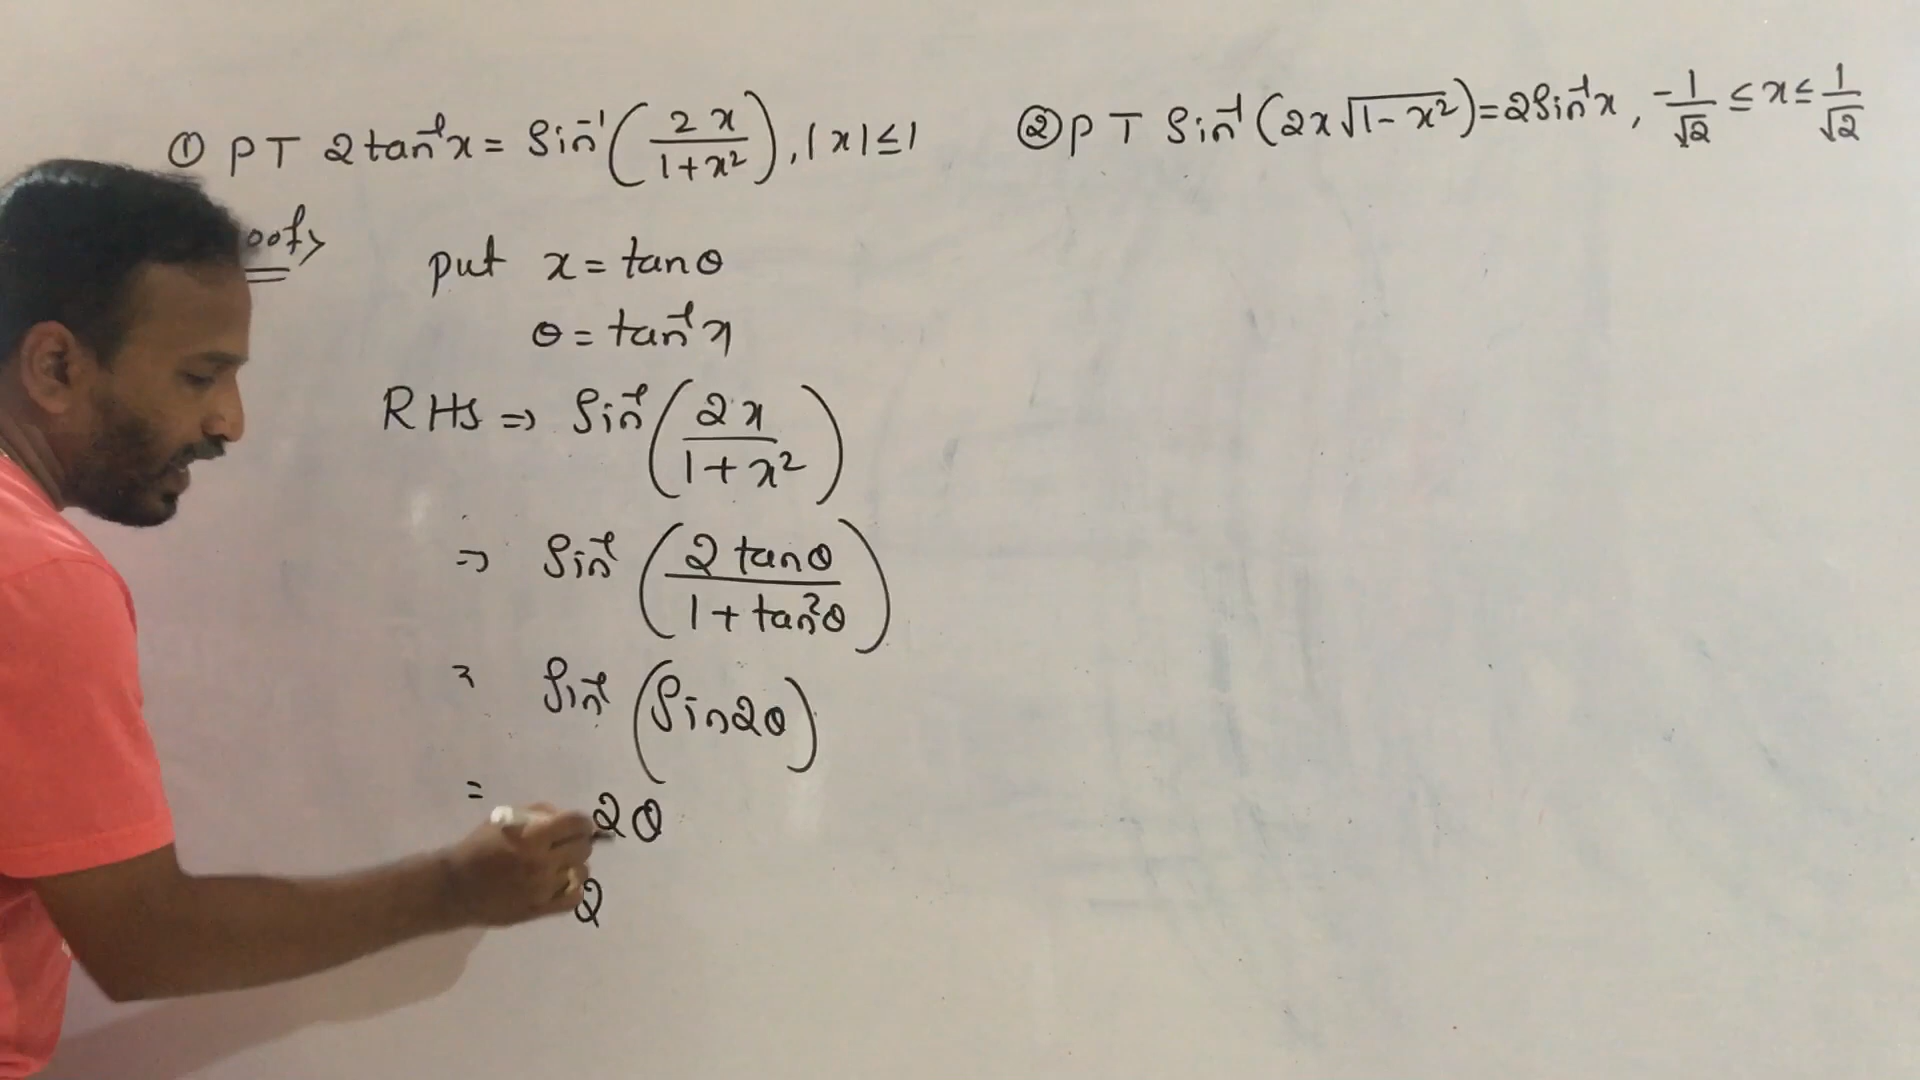 ① PT 2tan⁻¹x = Sin⁻¹(2x/(1+x²)), |x|≤1
② PT Sin⁻¹(2x√(1-x²))=2Sin⁻¹x, -1/√2 ≤ x ≤ 1/√2
put x = tanθ
θ = tan⁻¹x
RHS ⇒ Sin⁻¹(2x/(1+x²))
⇒ Sin⁻¹(2 tanθ/(1+tan²θ))
= Sin⁻¹(Sin2θ)
= 2θ
2